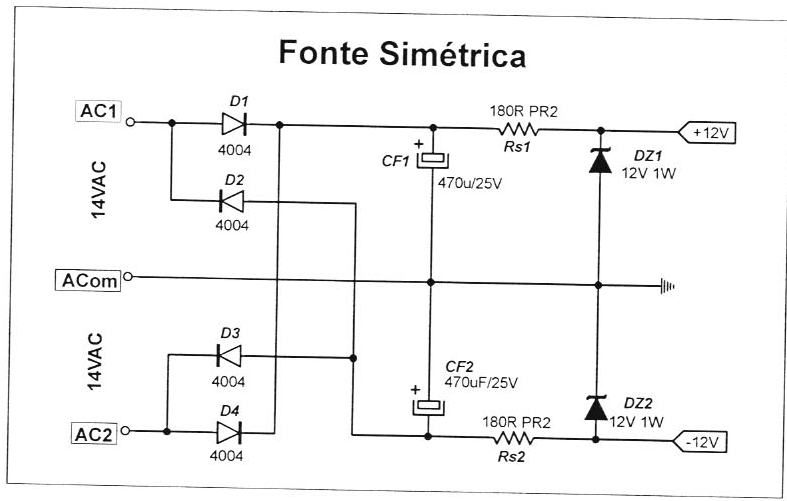 Fonte Simétrica
AC1
D1
4004
180R PR2
Rs1
+12V
CF1
+
470u/25V
DZ1
12V 1W
14VAC
D2
4004
ACom
14VAC
D3
4004
CF2
470uF/25V
+
D4
4004
AC2
180R PR2
Rs2
DZ2
12V 1W
-12V